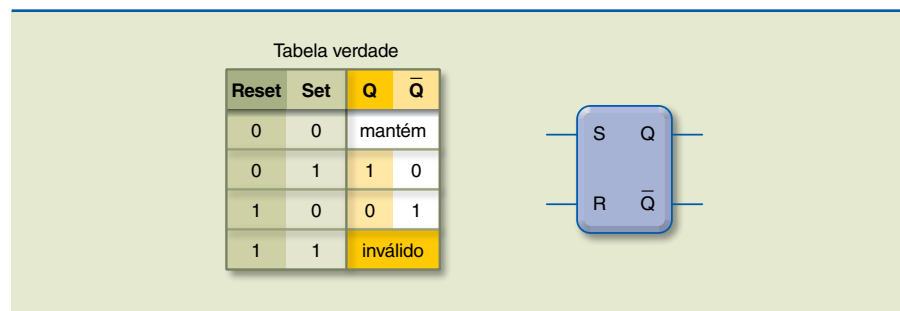 Tabela verdade
Reset Set Q Q̅
0 0 mantém
0 1 1 0
1 0 0 1
1 1 inválido
S Q
R Q̅